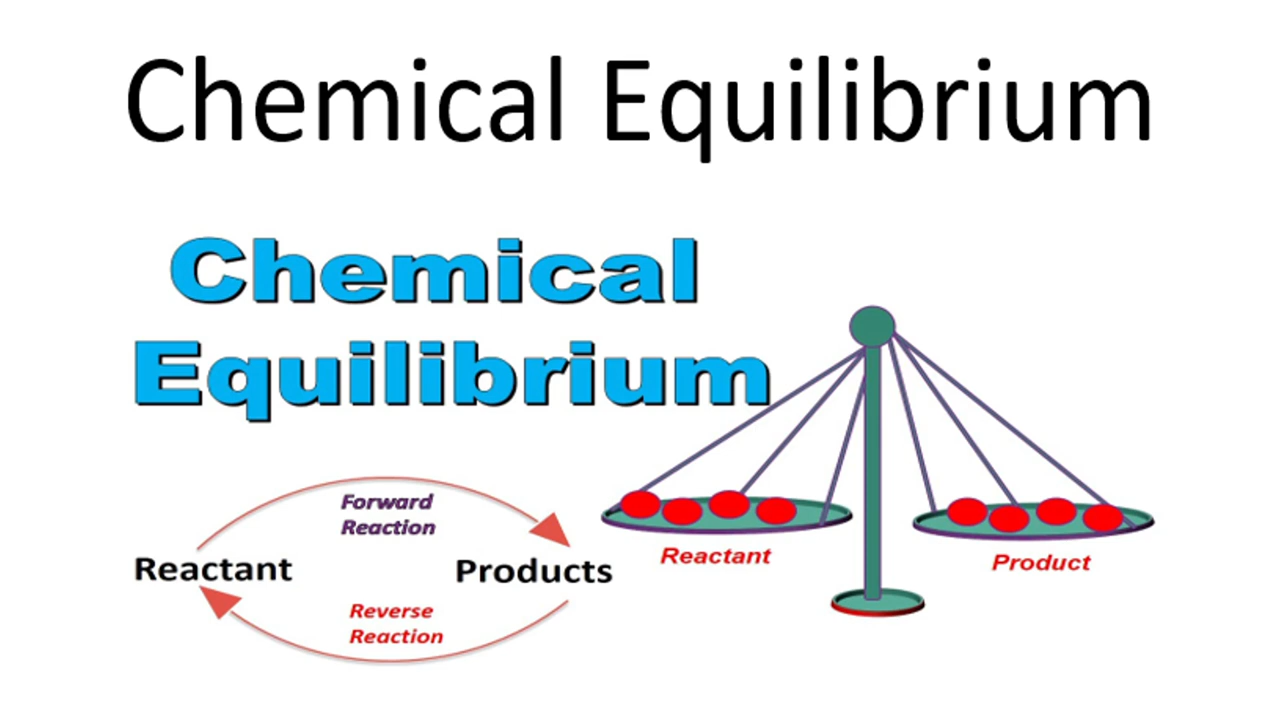 Chemical Equilibrium
Chemical
Equilibrium
Forward
Reaction
Reactant
Products
Reverse
Reaction
Reactant
Product